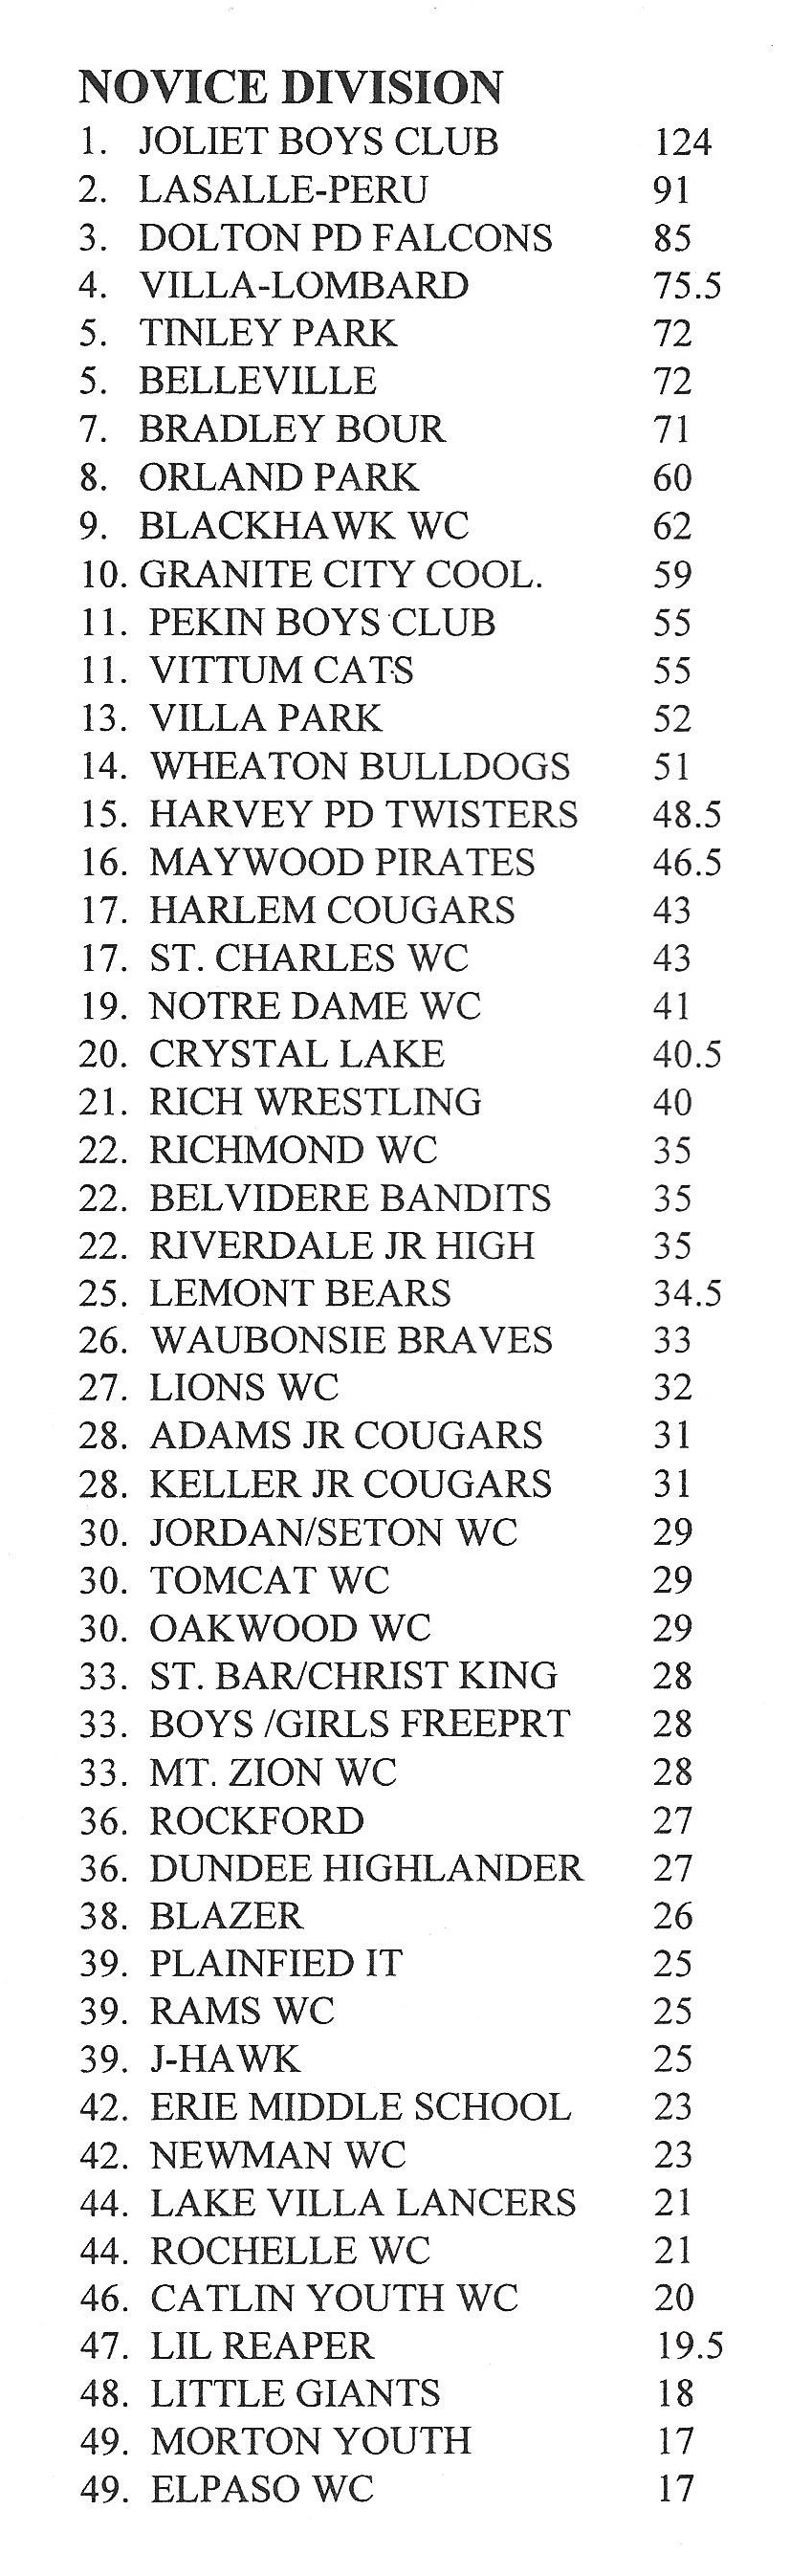 NOVICE DIVISION
1. JOLIET BOYS CLUB 124
2. LASALLE-PERU 91
3. DOLTON PD FALCONS 85
4. VILLA-LOMBARD 75.5
5. TINLEY PARK 72
5. BELLEVILLE 72
7. BRADLEY BOUR 71
8. ORLAND PARK 60
9. BLACKHAWK WC 62
10. GRANITE CITY COOL. 59
11. PEKIN BOYS CLUB 55
11. VITTUM CATS 55
13. VILLA PARK 52
14. WHEATON BULLDOGS 51
15. HARVEY PD TWISTERS 48.5
16. MAYWOOD PIRATES 46.5
17. HARLEM COUGARS 43
17. ST. CHARLES WC 43
19. NOTRE DAME WC 41
20. CRYSTAL LAKE 40.5
21. RICH WRESTLING 40
22. RICHMOND WC 35
22. BELVIDERE BANDITS 35
22. RIVERDALE JR HIGH 35
25. LEMONT BEARS 34.5
26. WAUBONSIE BRAVES 33
27. LIONS WC 32
28. ADAMS JR COUGARS 31
28. KELLER JR COUGARS 31
30. JORDAN/SETON WC 29
30. TOMCAT WC 29
30. OAKWOOD WC 29
33. ST. BAR/CHRIST KING 28
33. BOYS /GIRLS FREEPRT 28
33. MT. ZION WC 28
36. ROCKFORD 27
36. DUNDEE HIGHLANDER 27
38. BLAZER 26
39. PLAINFIED IT 25
39. RAMS WC 25
39. J-HAWK 25
42. ERIE MIDDLE SCHOOL 23
42. NEWMAN WC 23
44. LAKE VILLA LANCERS 21
44. ROCHELLE WC 21
46. CATLIN YOUTH WC 20
47. LIL REAPER 19.5
48. LITTLE GIANTS 18
49. MORTON YOUTH 17
49. ELPASO WC 17